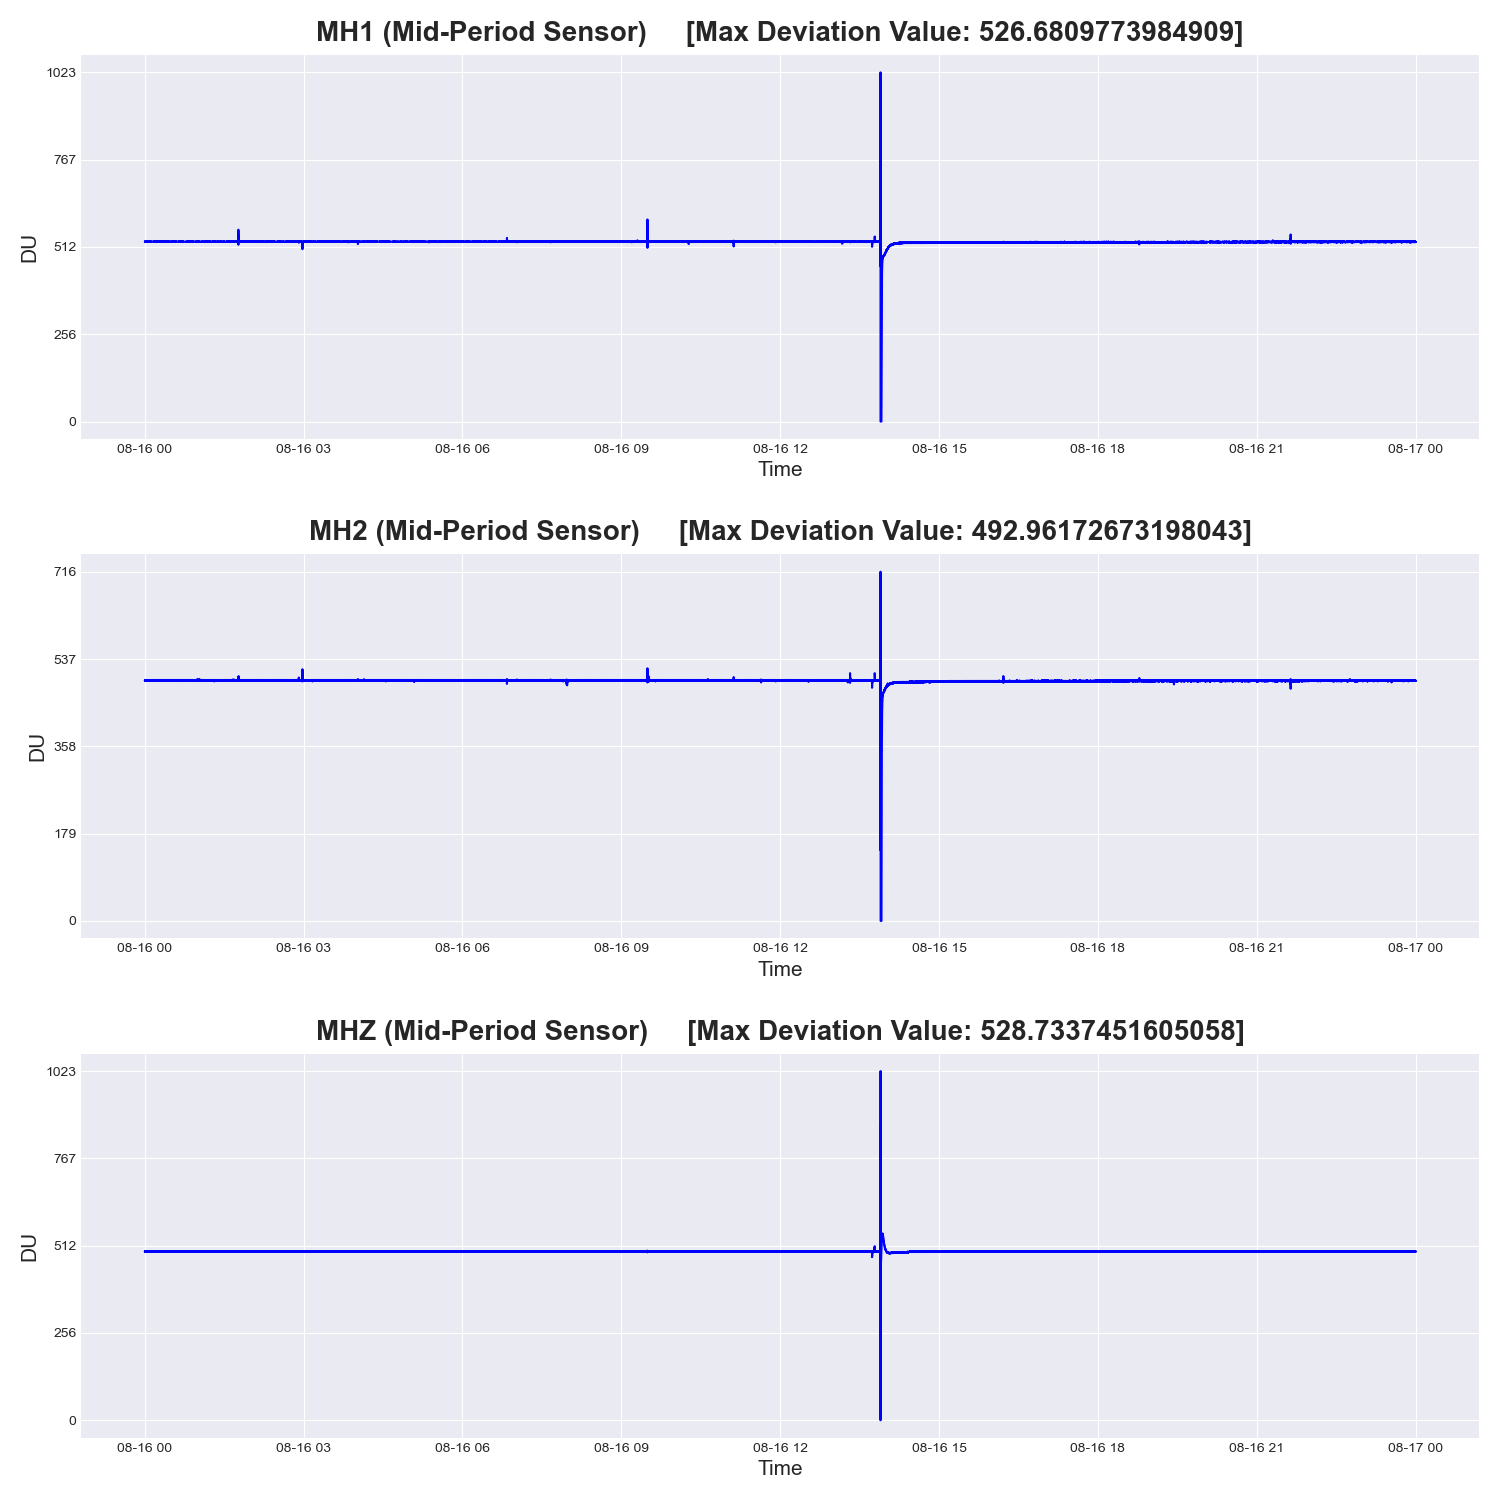 MH1 (Mid-Period Sensor) [Max Deviation Value: 526.6809773984909]
1023
767
512
256
0
DU
08-16 00 08-16 03 08-16 06 08-16 09 08-16 12 08-16 15 08-16 18 08-16 21 08-17 00
Time
MH2 (Mid-Period Sensor) [Max Deviation Value: 492.96172673198043]
716
537
358
179
0
DU
08-16 00 08-16 03 08-16 06 08-16 09 08-16 12 08-16 15 08-16 18 08-16 21 08-17 00
Time
MHZ (Mid-Period Sensor) [Max Deviation Value: 528.7337451605058]
1023
767
512
256
0
DU
08-16 00 08-16 03 08-16 06 08-16 09 08-16 12 08-16 15 08-16 18 08-16 21 08-17 00
Time